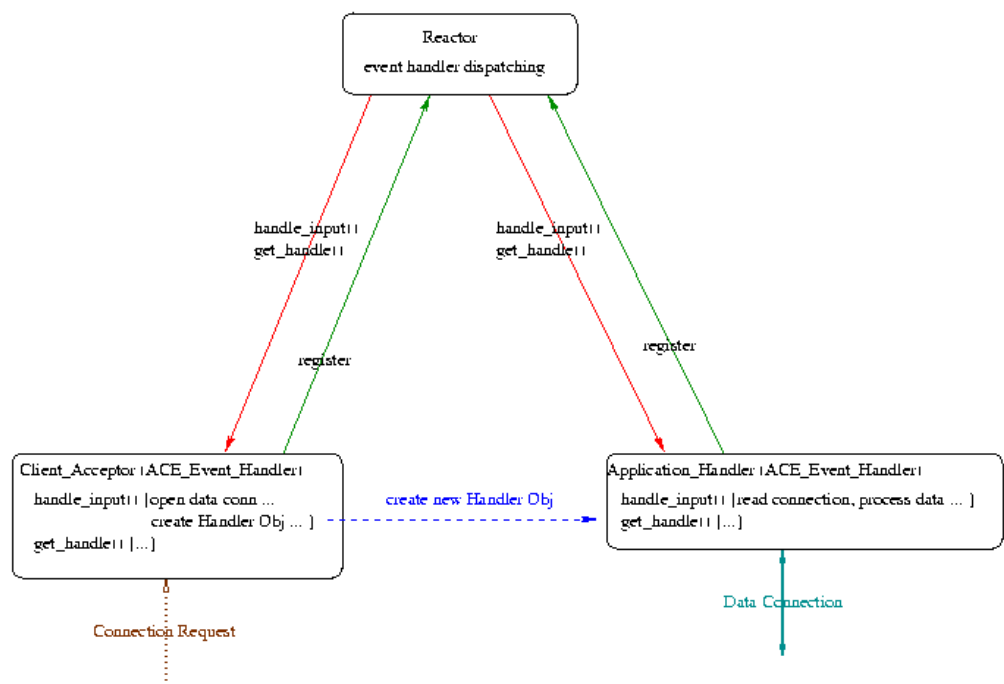 Reactor
event handler dispatching
handle_input()
get_handle()
handle_input()
get_handle()
register
register
Client_Acceptor (ACE_Event_Handler)
handle_input() {open data conn ...
create Handler Obj ... }
get_handle() {...}
create new Handler Obj
Application_Handler (ACE_Event_Handler)
handle_input() {read connection, process data ... }
get_handle() {...}
Data Connection
Connection Request